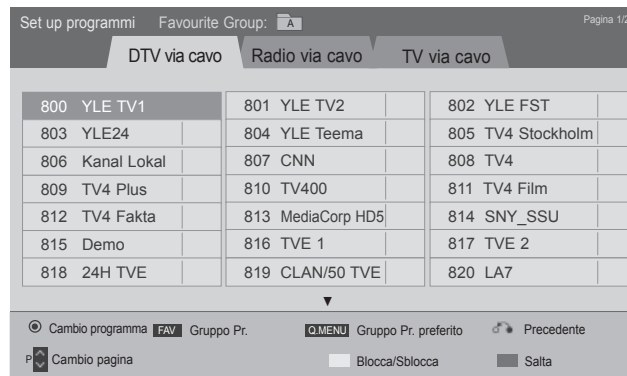 Set up programmi Favourite Group: A Pagina 1/2
DTV via cavo Radio via cavo TV via cavo
800 YLE TV1 801 YLE TV2 802 YLE FST
803 YLE24 804 YLE Teema 805 TV4 Stockholm
806 Kanal Lokal 807 CNN 808 TV4
809 TV4 Plus 810 TV400 811 TV4 Film
812 TV4 Fakta 813 MediaCorp HD5 814 SNY_SSU
815 Demo 816 TVE 1 817 TVE 2
818 24H TVE 819 CLAN/50 TVE 820 LA7
Cambio programma FAV Gruppo Pr. Q.MENU Gruppo Pr. preferito Precedente
P Cambio pagina Blocca/Sblocca Salta